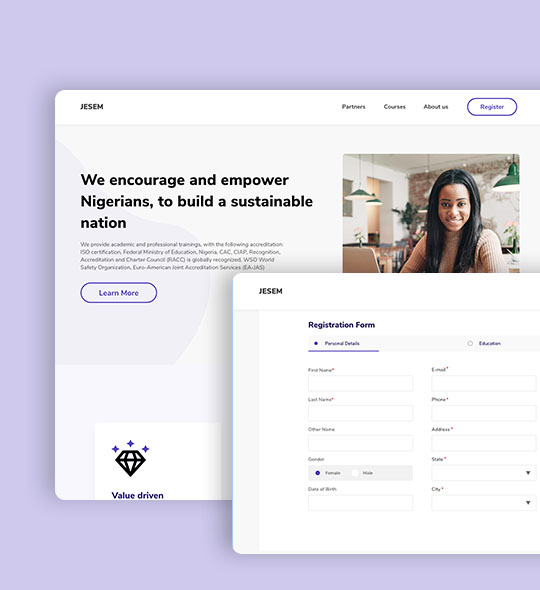 JESEM
Partners
Courses
About us
Register
We encourage and empower
Nigerians, to build a sustainable
nation
We provide academic and professional trainings, with the following accreditation:
ISO certification, Federal Ministry of Education, Nigeria, CAC, CIAP, Recognition,
Accreditation and Charter Council (RACC) is globally recognized, WSO World
Safety Organization, Euro-American Joint Accreditation Services (EA-JAS)
Learn More
Value driven
JESEM
Registration Form
Personal Details
Education
First Name*
E-mail*
Last Name*
Phone*
Other Name
Address *
Gender
State*
Female
Male
Date of Birth
City*